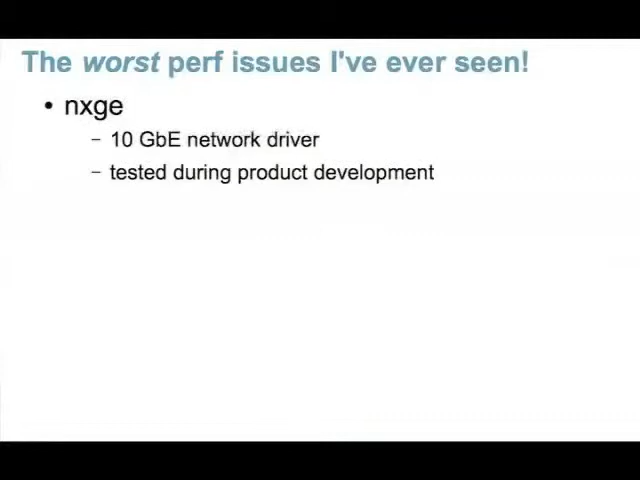 The worst perf issues I've ever seen!
• nxge
– 10 GbE network driver
– tested during product development